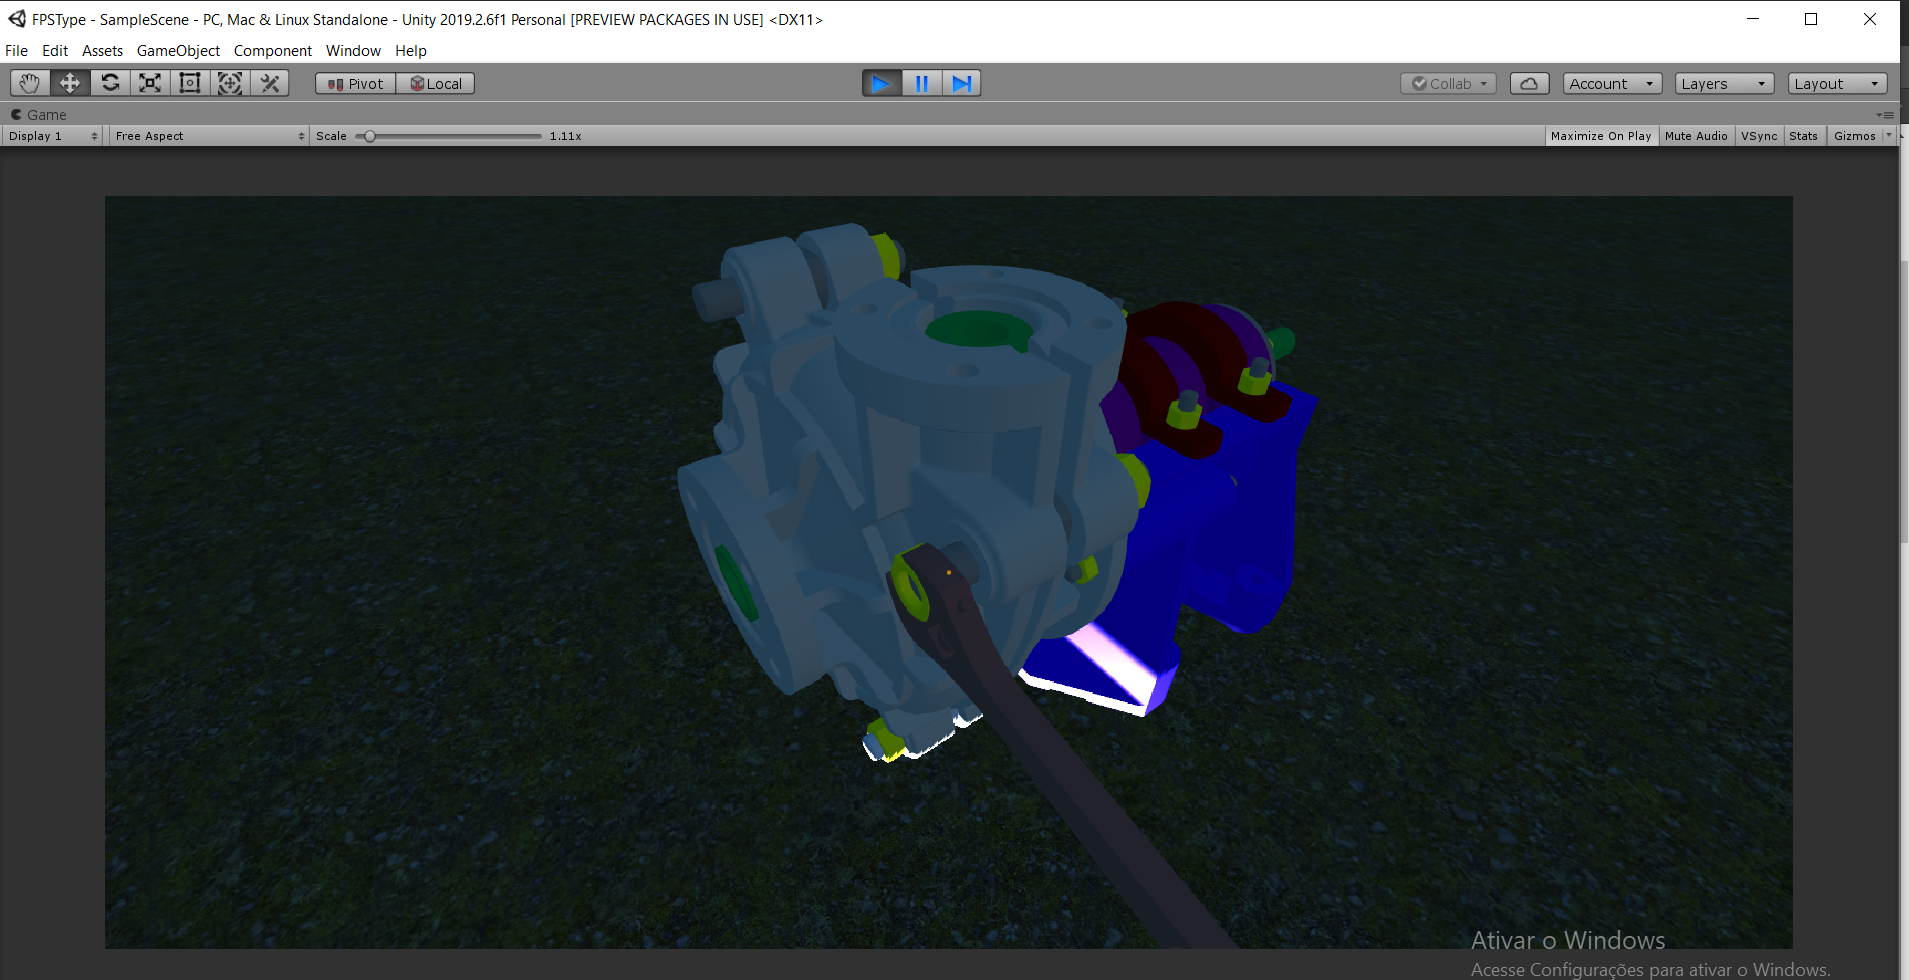 FPSType - SampleScene - PC, Mac & Linux Standalone - Unity 2019.2.6f1 Personal [PREVIEW PACKAGES IN USE] <DX11>
File Edit Assets GameObject Component Window Help
Pivot Local Collab Account Layers Layout
Game
Display 1 Free Aspect Scale 1.11x Maximize On Play Mute Audio VSync Stats Gizmos
Ativar o Windows
Acesse Configurações para ativar o Windows.